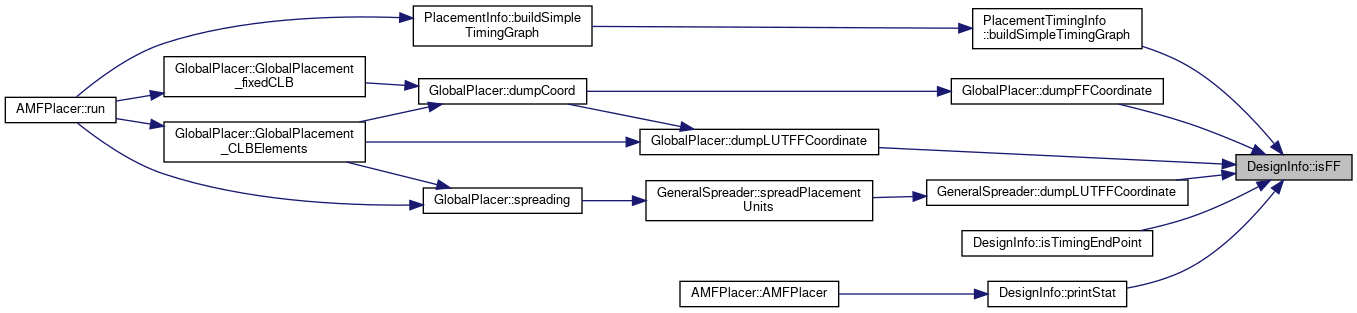 PlacementInfo::buildSimple
TimingGraph
PlacementTimingInfo
::buildSimpleTimingGraph
GlobalPlacer::GlobalPlacement
_fixedCLB
GlobalPlacer::dumpCoord
GlobalPlacer::dumpFFCoordinate
AMFPlacer::run
GlobalPlacer::GlobalPlacement
_CLBElements
GlobalPlacer::dumpLUTFFCoordinate
DesignInfo::isFF
GlobalPlacer::spreading
GeneralSpreader::spreadPlacement
Units
GeneralSpreader::dumpLUTFFCoordinate
DesignInfo::isTimingEndPoint
AMFPlacer::AMFPlacer
DesignInfo::printStat